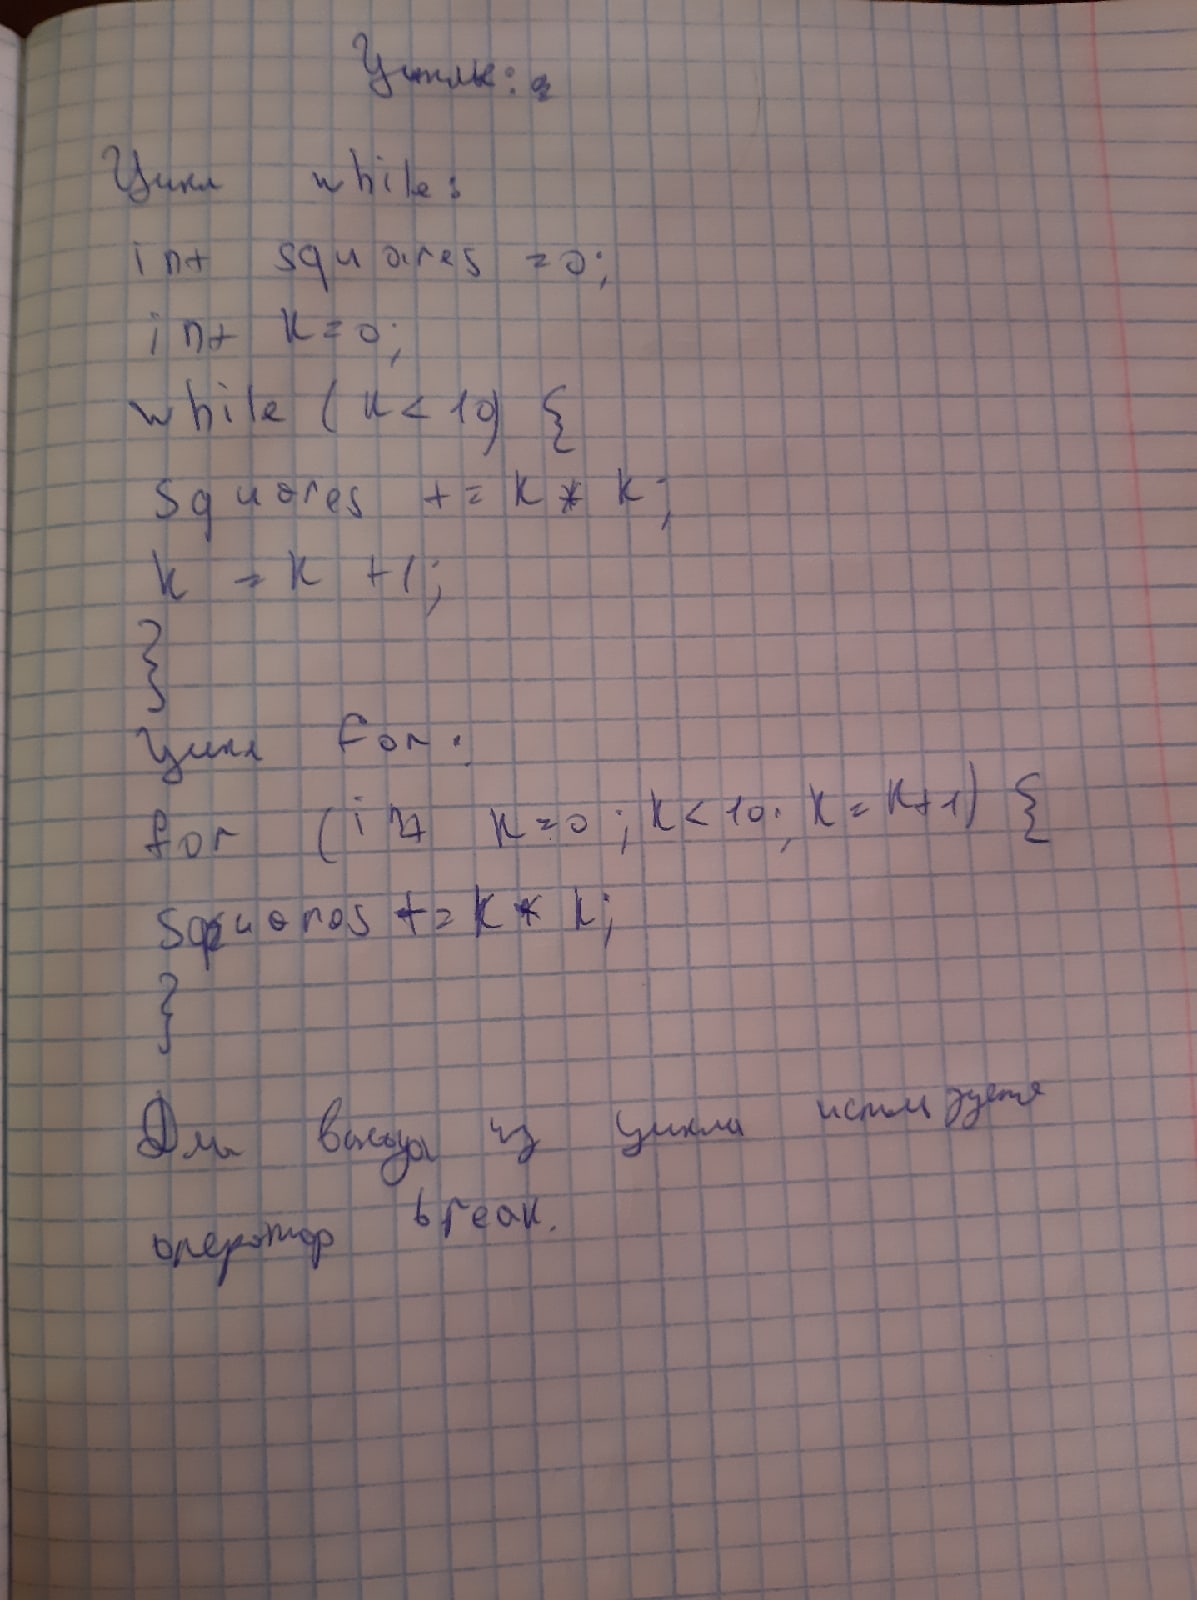 Циклы:
Цикл while:
int squares =0;
int k=0;
while (k<10) {
squares += k * k;
k = k +1;
}
Цикл for:
for (int k=0; k<10; k=k+1) {
squares += k * k;
}
Для выхода из цикла используется
оператор break.